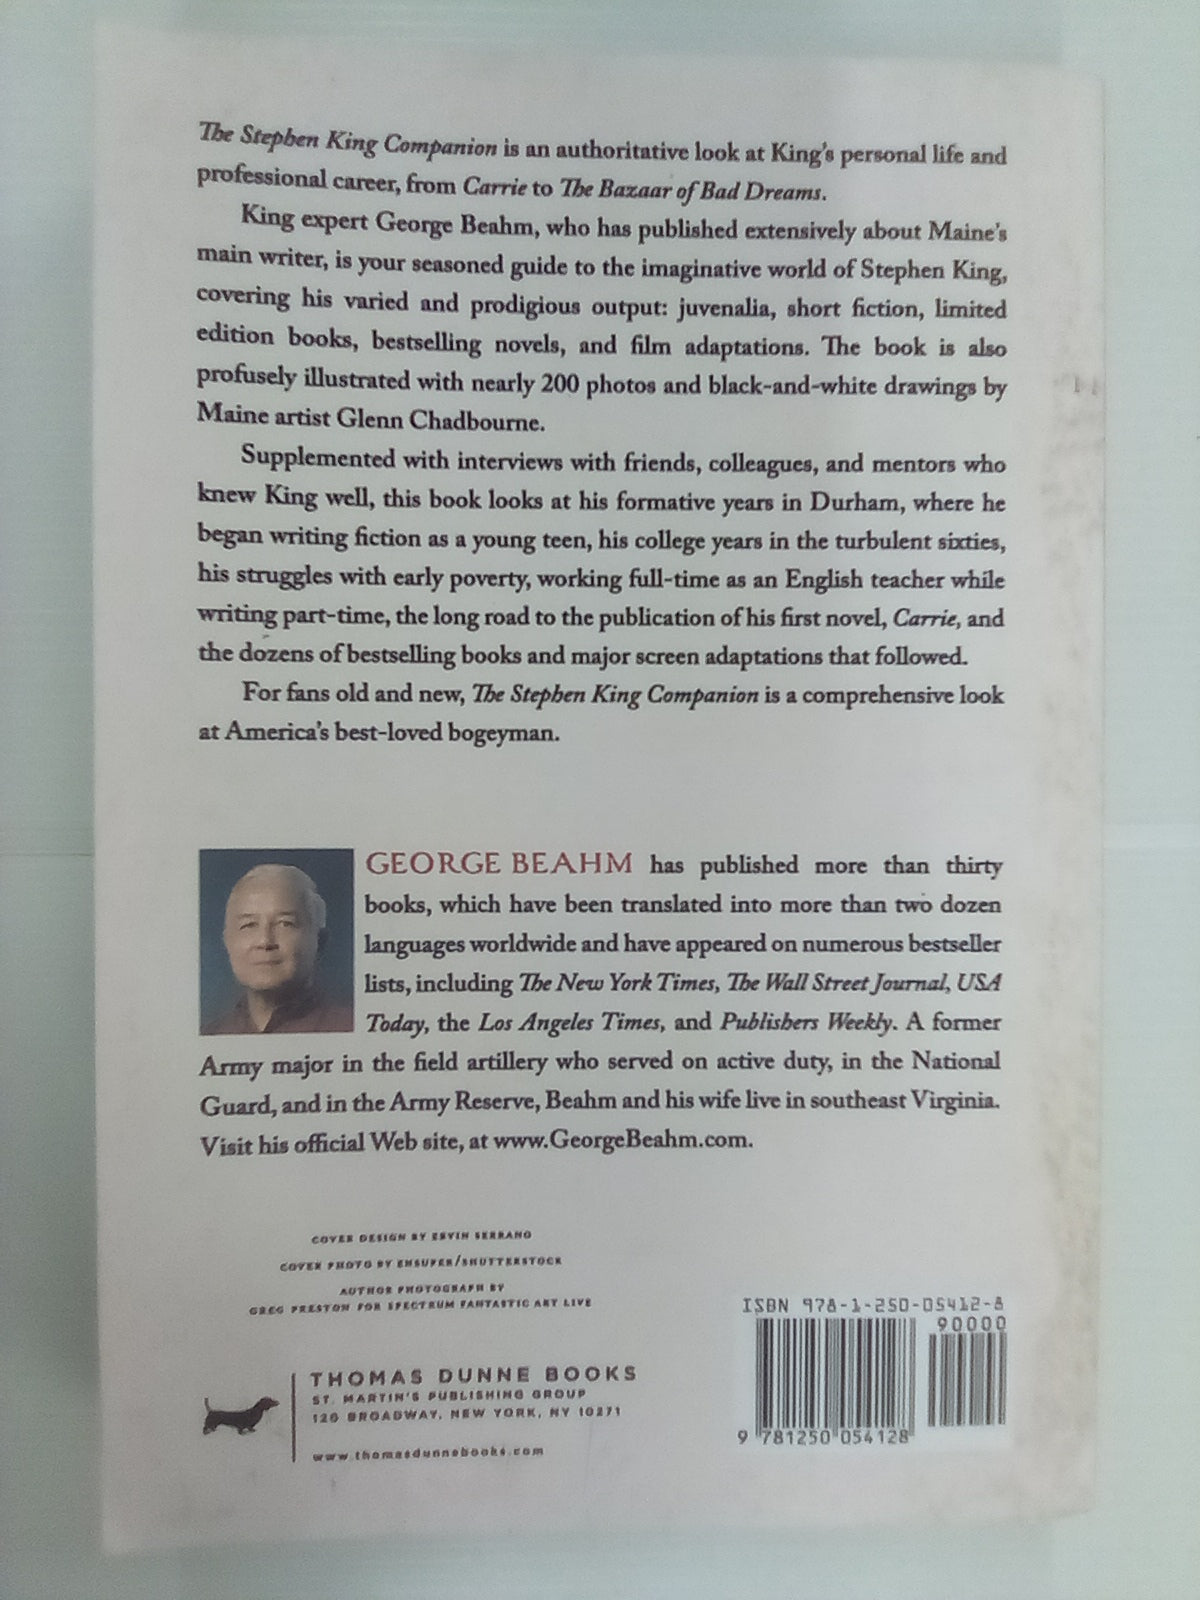 The Stephen King Companion is an authoritative look at King's personal life and
professional career, from Carrie to The Bazaar of Bad Dreams.
King expert George Beahm, who has published extensively about Maine's
main writer, is your seasoned guide to the imaginative world of Stephen King,
covering his varied and prodigious output: juvenalia, short fiction, limited
edition books, bestselling novels, and film adaptations. The book is also
profusely illustrated with nearly 200 photos and black-and-white drawings by
Maine artist Glenn Chadbourne.
Supplemented with interviews with friends, colleagues, and mentors who
knew King well, this book looks at his formative years in Durham, where he
began writing fiction as a young teen, his college years in the turbulent sixties,
his struggles with early poverty, working full-time as an English teacher while
writing part-time, the long road to the publication of his first novel, Carrie, and
the dozens of bestselling books and major screen adaptations that followed.
For fans old and new, The Stephen King Companion is a comprehensive look
at America's best-loved bogeyman.
GEORGE BEAHM has published more than thirty
books, which have been translated into more than two dozen
languages worldwide and have appeared on numerous bestseller
lists, including The New York Times, The Wall Street Journal, USA
Today, the Los Angeles Times, and Publishers Weekly. A former
Army major in the field artillery who served on active duty, in the National
Guard, and in the Army Reserve, Beahm and his wife live in southeast Virginia.
Visit his official Web site, at www.GeorgeBeahm.com.
COVER DESIGN BY ERVIN SERRANO
COVER PHOTO BY ENSUPER/SHUTTERSTOCK
AUTHOR PHOTOGRAPH BY
GREG PRESTON FOR SPECTRUM FANTASTIC ART LIVE
THOMAS DUNNE BOOKS
ST. MARTIN'S PUBLISHING GROUP
120 BROADWAY, NEW YORK, NY 10271
www.thomasdunnebooks.com
ISBN 978-1-250-05412-8
90000
9 781250 054128